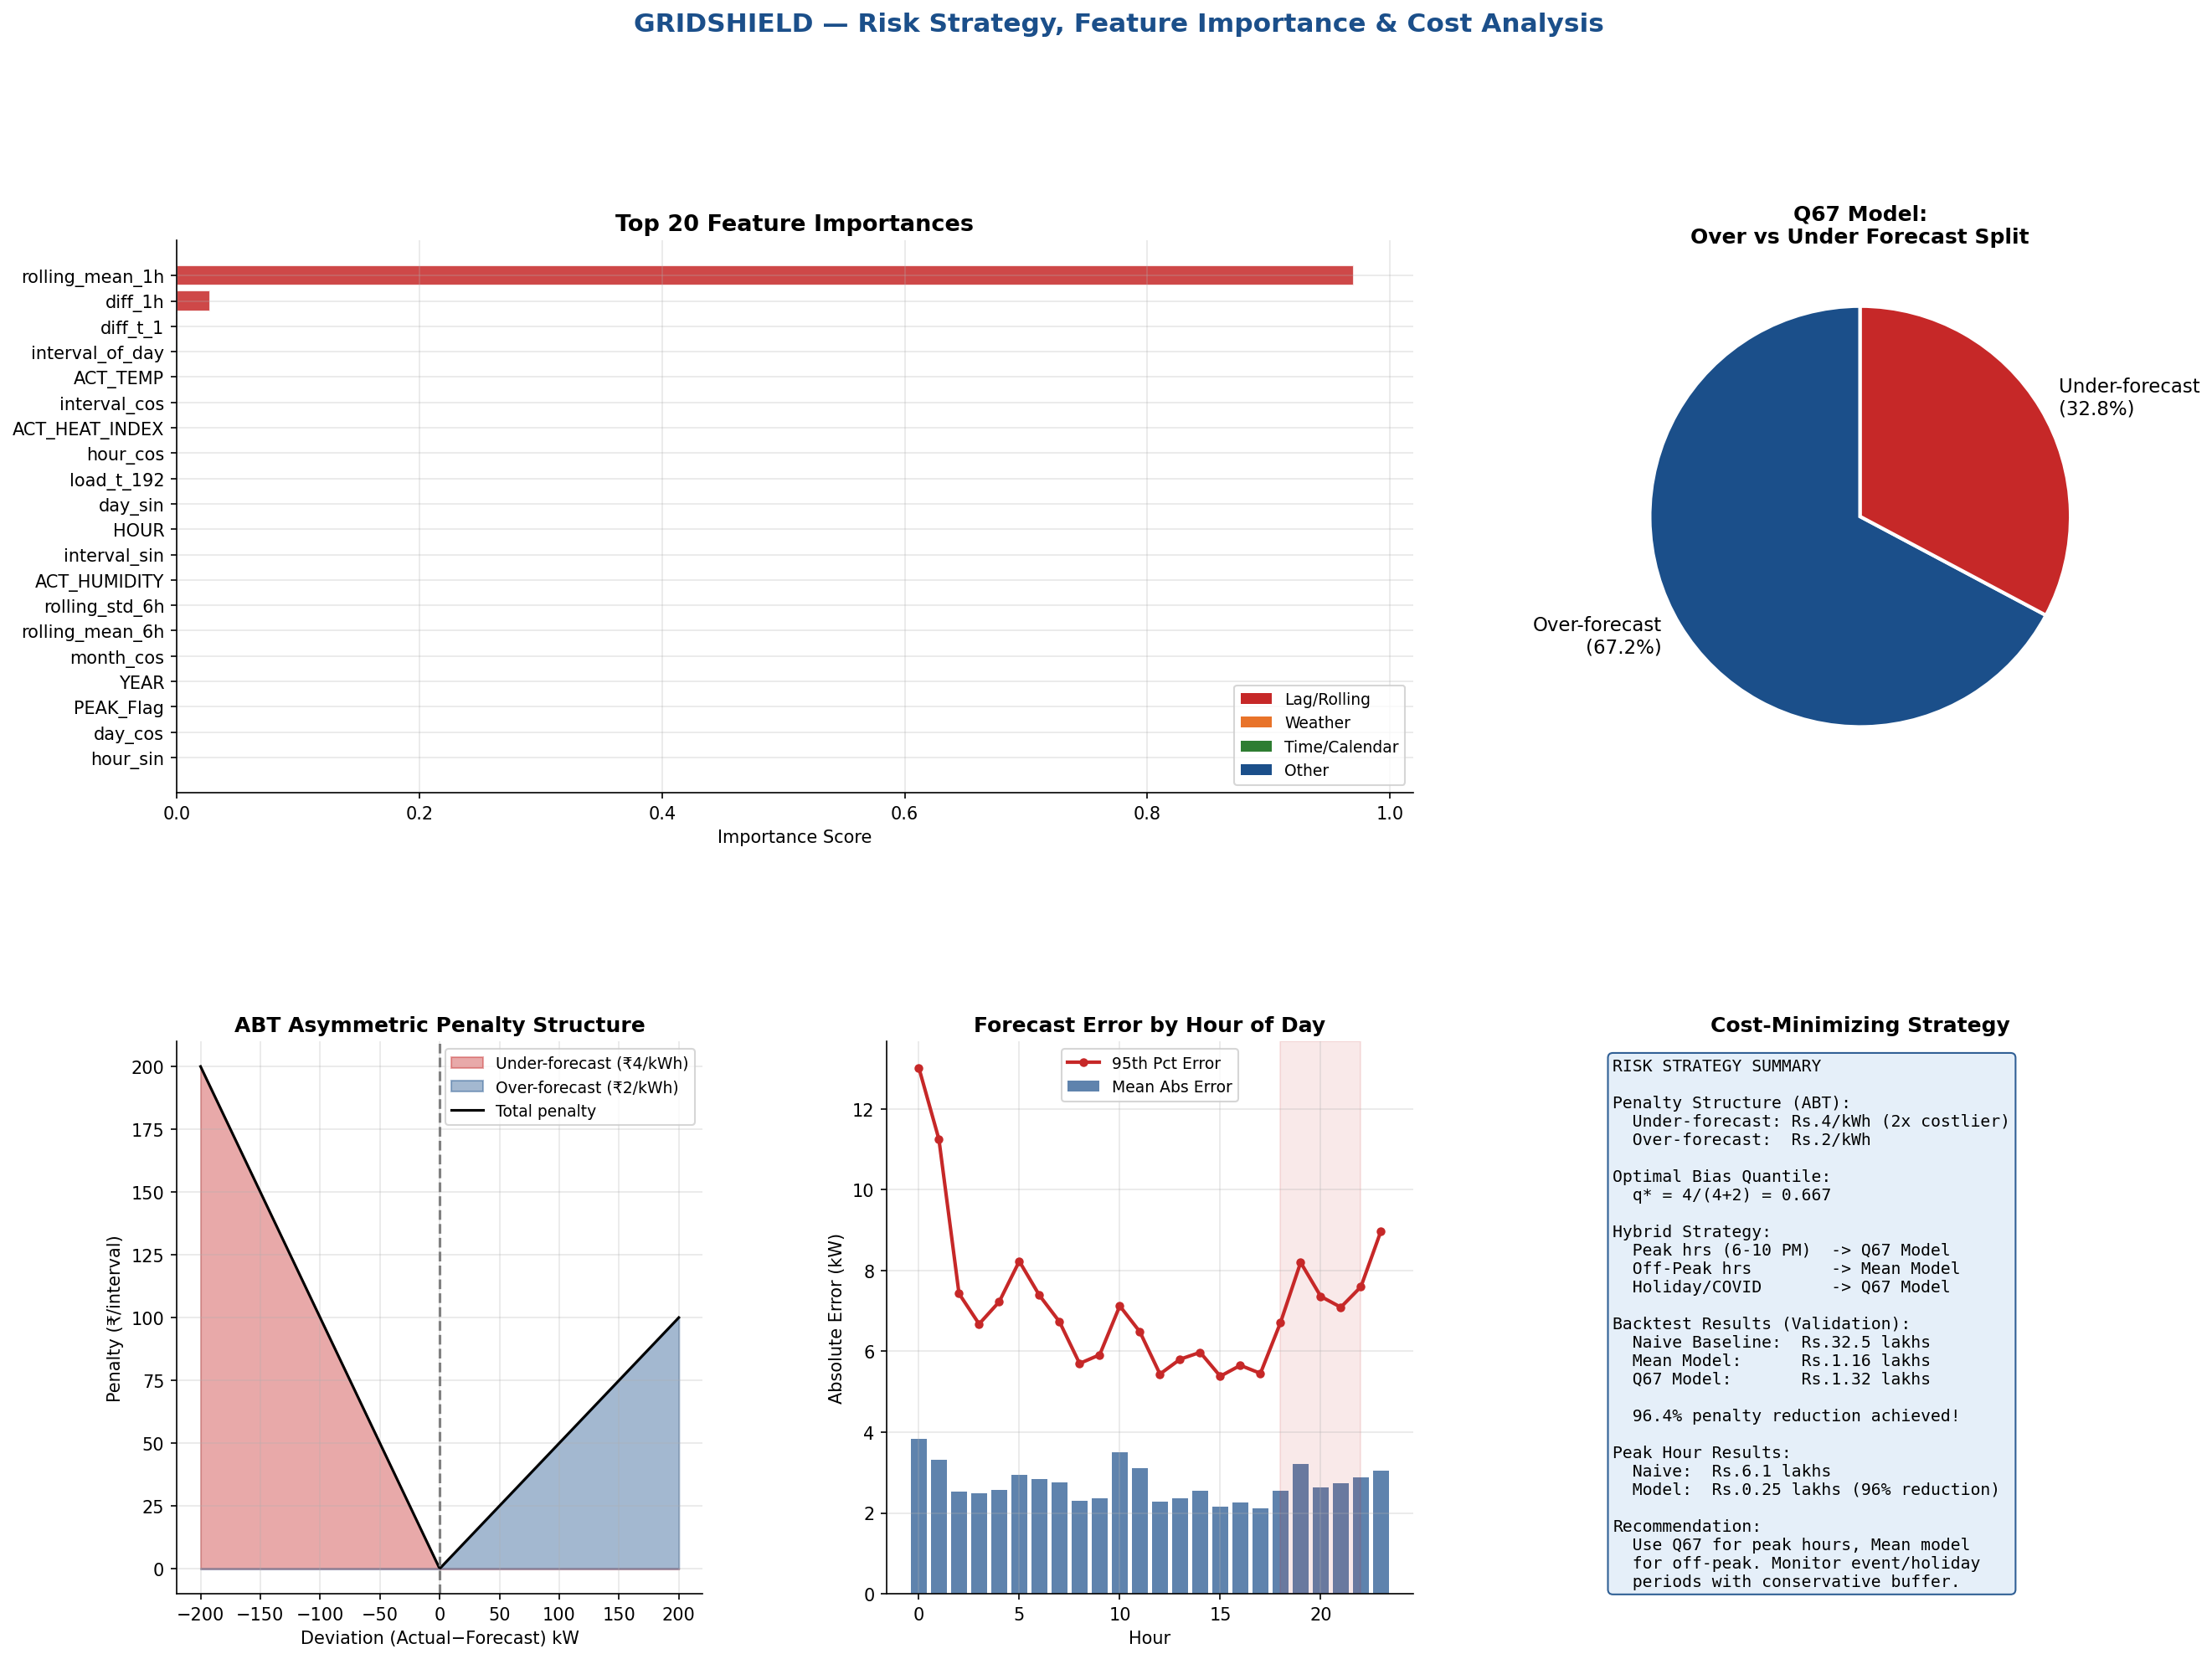 GRIDSHIELD — Risk Strategy, Feature Importance & Cost Analysis
Top 20 Feature Importances
rolling_mean_1h
diff_1h
diff_t_1
interval_of_day
ACT_TEMP
interval_cos
ACT_HEAT_INDEX
hour_cos
load_t_192
day_sin
HOUR
interval_sin
ACT_HUMIDITY
rolling_std_6h
rolling_mean_6h
month_cos
YEAR
PEAK_Flag
day_cos
hour_sin
Lag/Rolling
Weather
Time/Calendar
Other
0.0 0.2 0.4 0.6 0.8 1.0
Importance Score
Q67 Model:
Over vs Under Forecast Split
Under-forecast
(32.8%)
Over-forecast
(67.2%)
ABT Asymmetric Penalty Structure
Under-forecast (₹4/kWh)
Over-forecast (₹2/kWh)
Total penalty
200
175
150
125
100
75
50
25
0
Penalty (₹/interval)
−200 −150 −100 −50 0 50 100 150 200
Deviation (Actual−Forecast) kW
Forecast Error by Hour of Day
95th Pct Error
Mean Abs Error
12
10
8
6
4
2
0
Absolute Error (kW)
0 5 10 15 20
Hour
Cost-Minimizing Strategy
RISK STRATEGY SUMMARY
Penalty Structure (ABT):
Under-forecast: Rs.4/kWh (2x costlier)
Over-forecast:  Rs.2/kWh
Optimal Bias Quantile:
q* = 4/(4+2) = 0.667
Hybrid Strategy:
Peak hrs (6-10 PM)  -> Q67 Model
Off-Peak hrs        -> Mean Model
Holiday/COVID       -> Q67 Model
Backtest Results (Validation):
Naive Baseline:  Rs.32.5 lakhs
Mean Model:      Rs.1.16 lakhs
Q67 Model:       Rs.1.32 lakhs
96.4% penalty reduction achieved!
Peak Hour Results:
Naive:  Rs.6.1 lakhs
Model:  Rs.0.25 lakhs (96% reduction)
Recommendation:
Use Q67 for peak hours, Mean model
for off-peak. Monitor event/holiday
periods with conservative buffer.